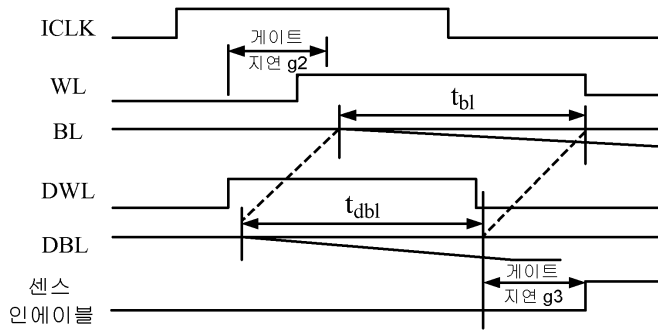 ICLK
게이트
지연 g2
WL
t_bl
BL
DWL
t_dbl
DBL
게이트
지연 g3
센스
인에이블